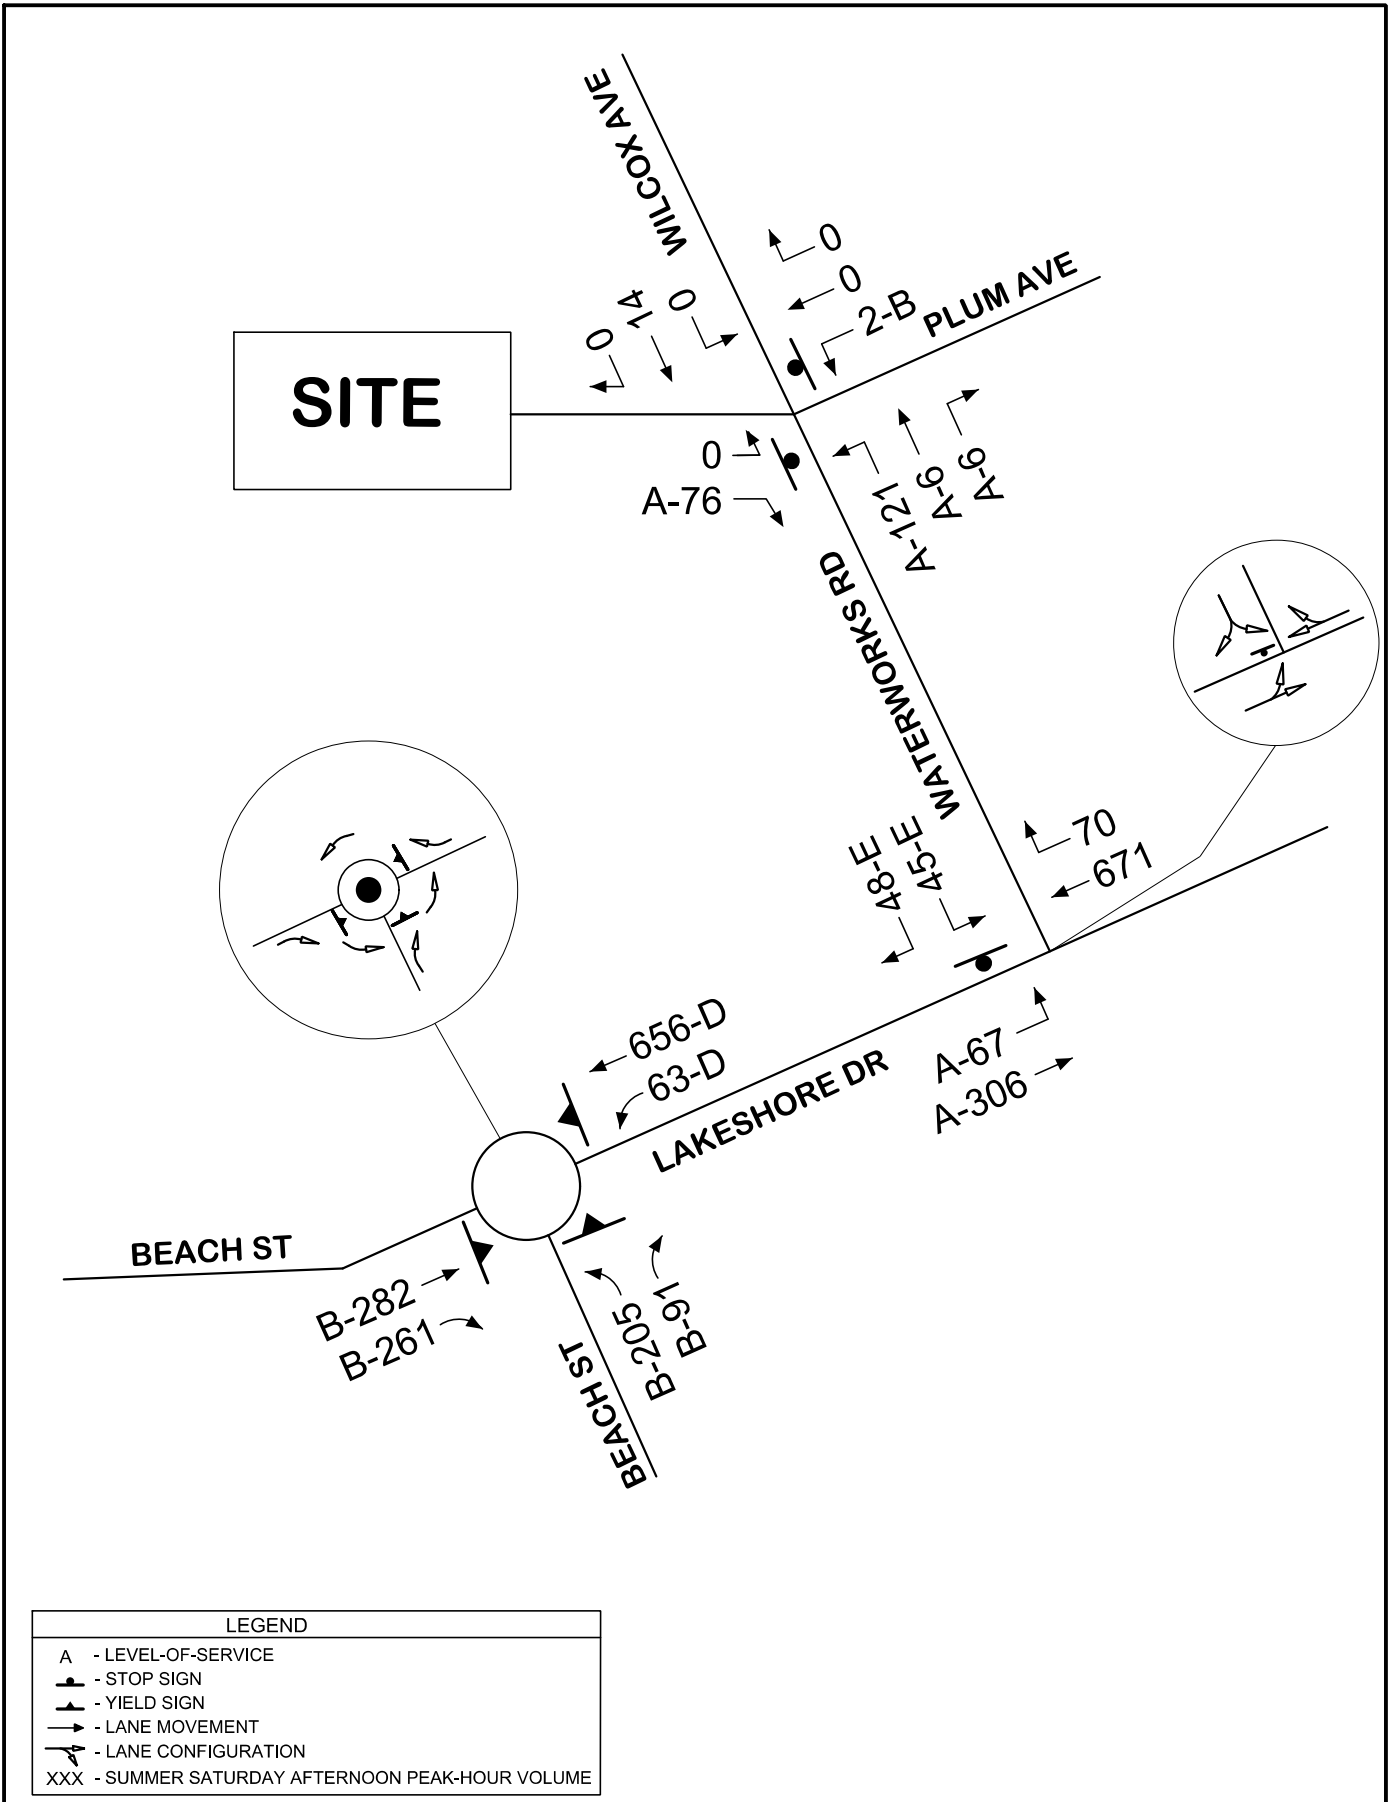 WILCOX AVE
0
0
2-B
PLUM AVE
0
14
0
SITE
0
A-76
A-121
A-6
A-6
WATERWORKS RD
48-E
45-E
70
671
656-D
63-D
A-67
A-306
LAKESHORE DR
BEACH ST
B-282
B-261
B-205
B-91
BEACH ST
LEGEND
A - LEVEL-OF-SERVICE
- STOP SIGN
- YIELD SIGN
- LANE MOVEMENT
- LANE CONFIGURATION
XXX - SUMMER SATURDAY AFTERNOON PEAK-HOUR VOLUME